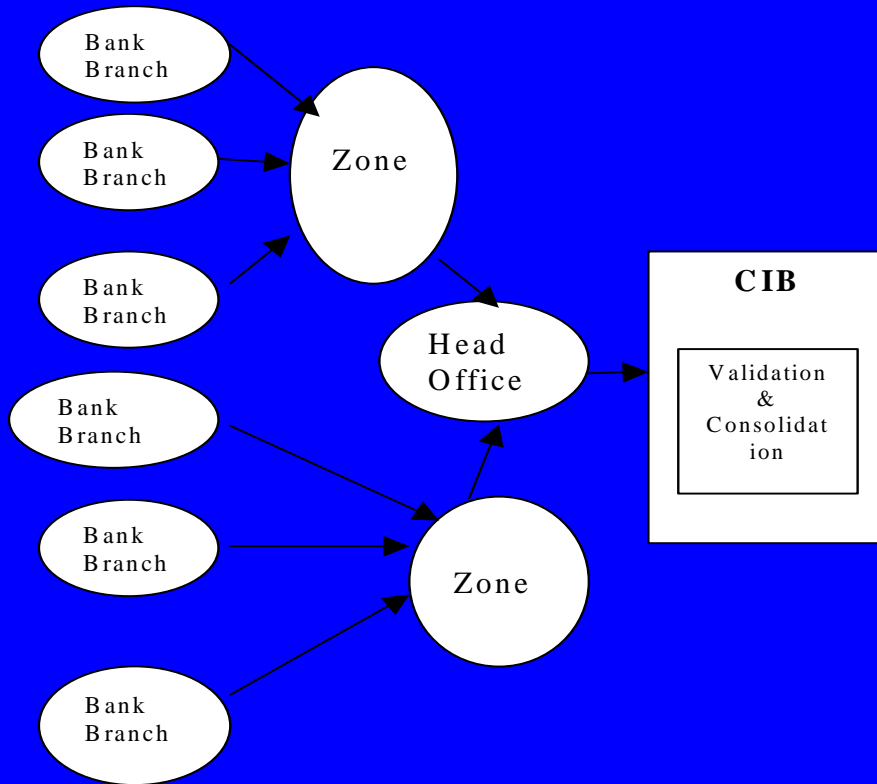 Bank
Branch
Bank
Branch
Zone
Bank
Branch
CIB
Head
Office
Validation
&
Consolidat
ion
Bank
Branch
Bank
Branch
Zone
Bank
Branch